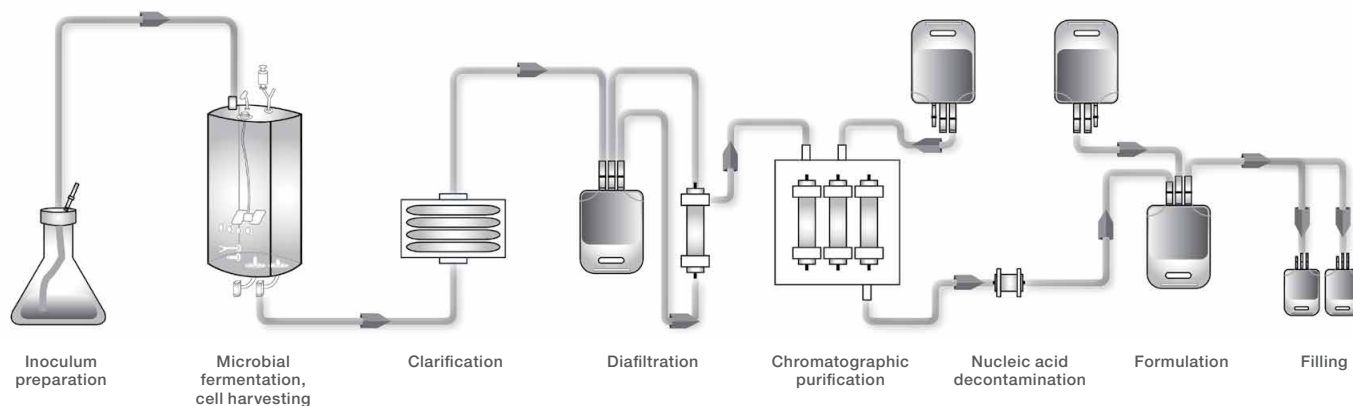 Inoculum
preparation
Microbial
fermentation,
cell harvesting
Clarification
Diafiltration
Chromatographic
purification
Nucleic acid
decontamination
Formulation
Filling